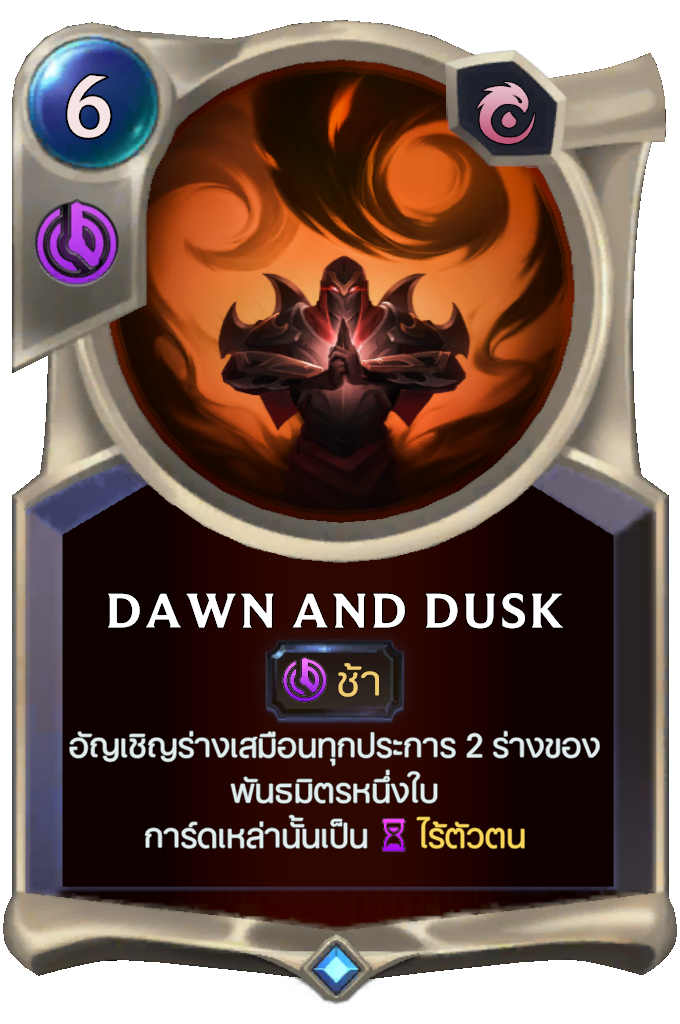 6
DAWN AND DUSK
ช้า
อัญเชิญร่างเสมือนทุกประการ 2 ร่างของ
พันธมิตรหนึ่งใบ
การ์ดเหล่านั้นเป็น ไร้ตัวตน